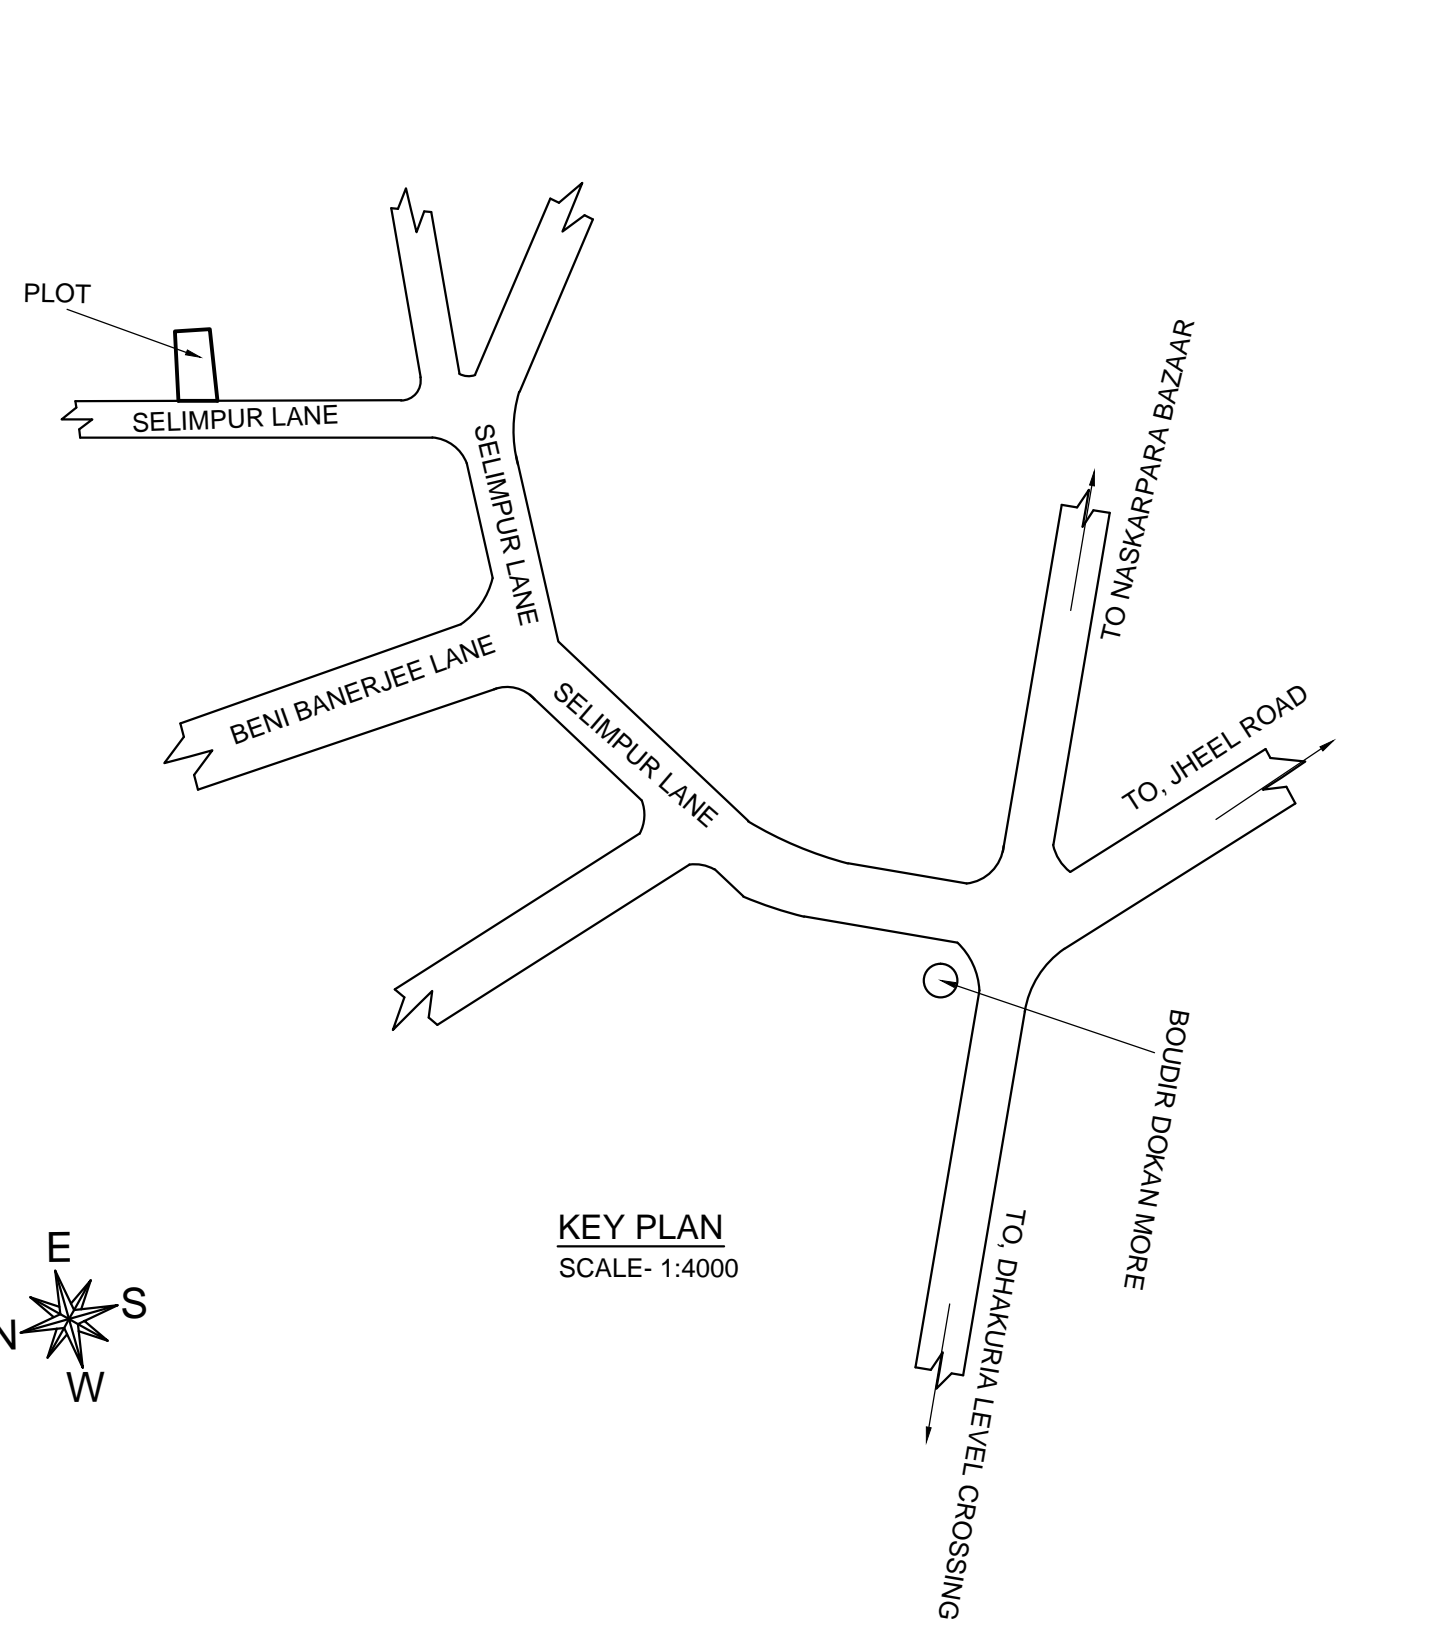 PLOT
SELIMPUR LANE
SELIMPUR LANE
BENI BANERJEE LANE
SELIMPUR LANE
TO NASKARPARA BAZAAR
TO, JHEEL ROAD
BOUDIR DOKAN MORE
TO, DHAKURIA LEVEL CROSSING
KEY PLAN
SCALE- 1:4000
E
S
N
W